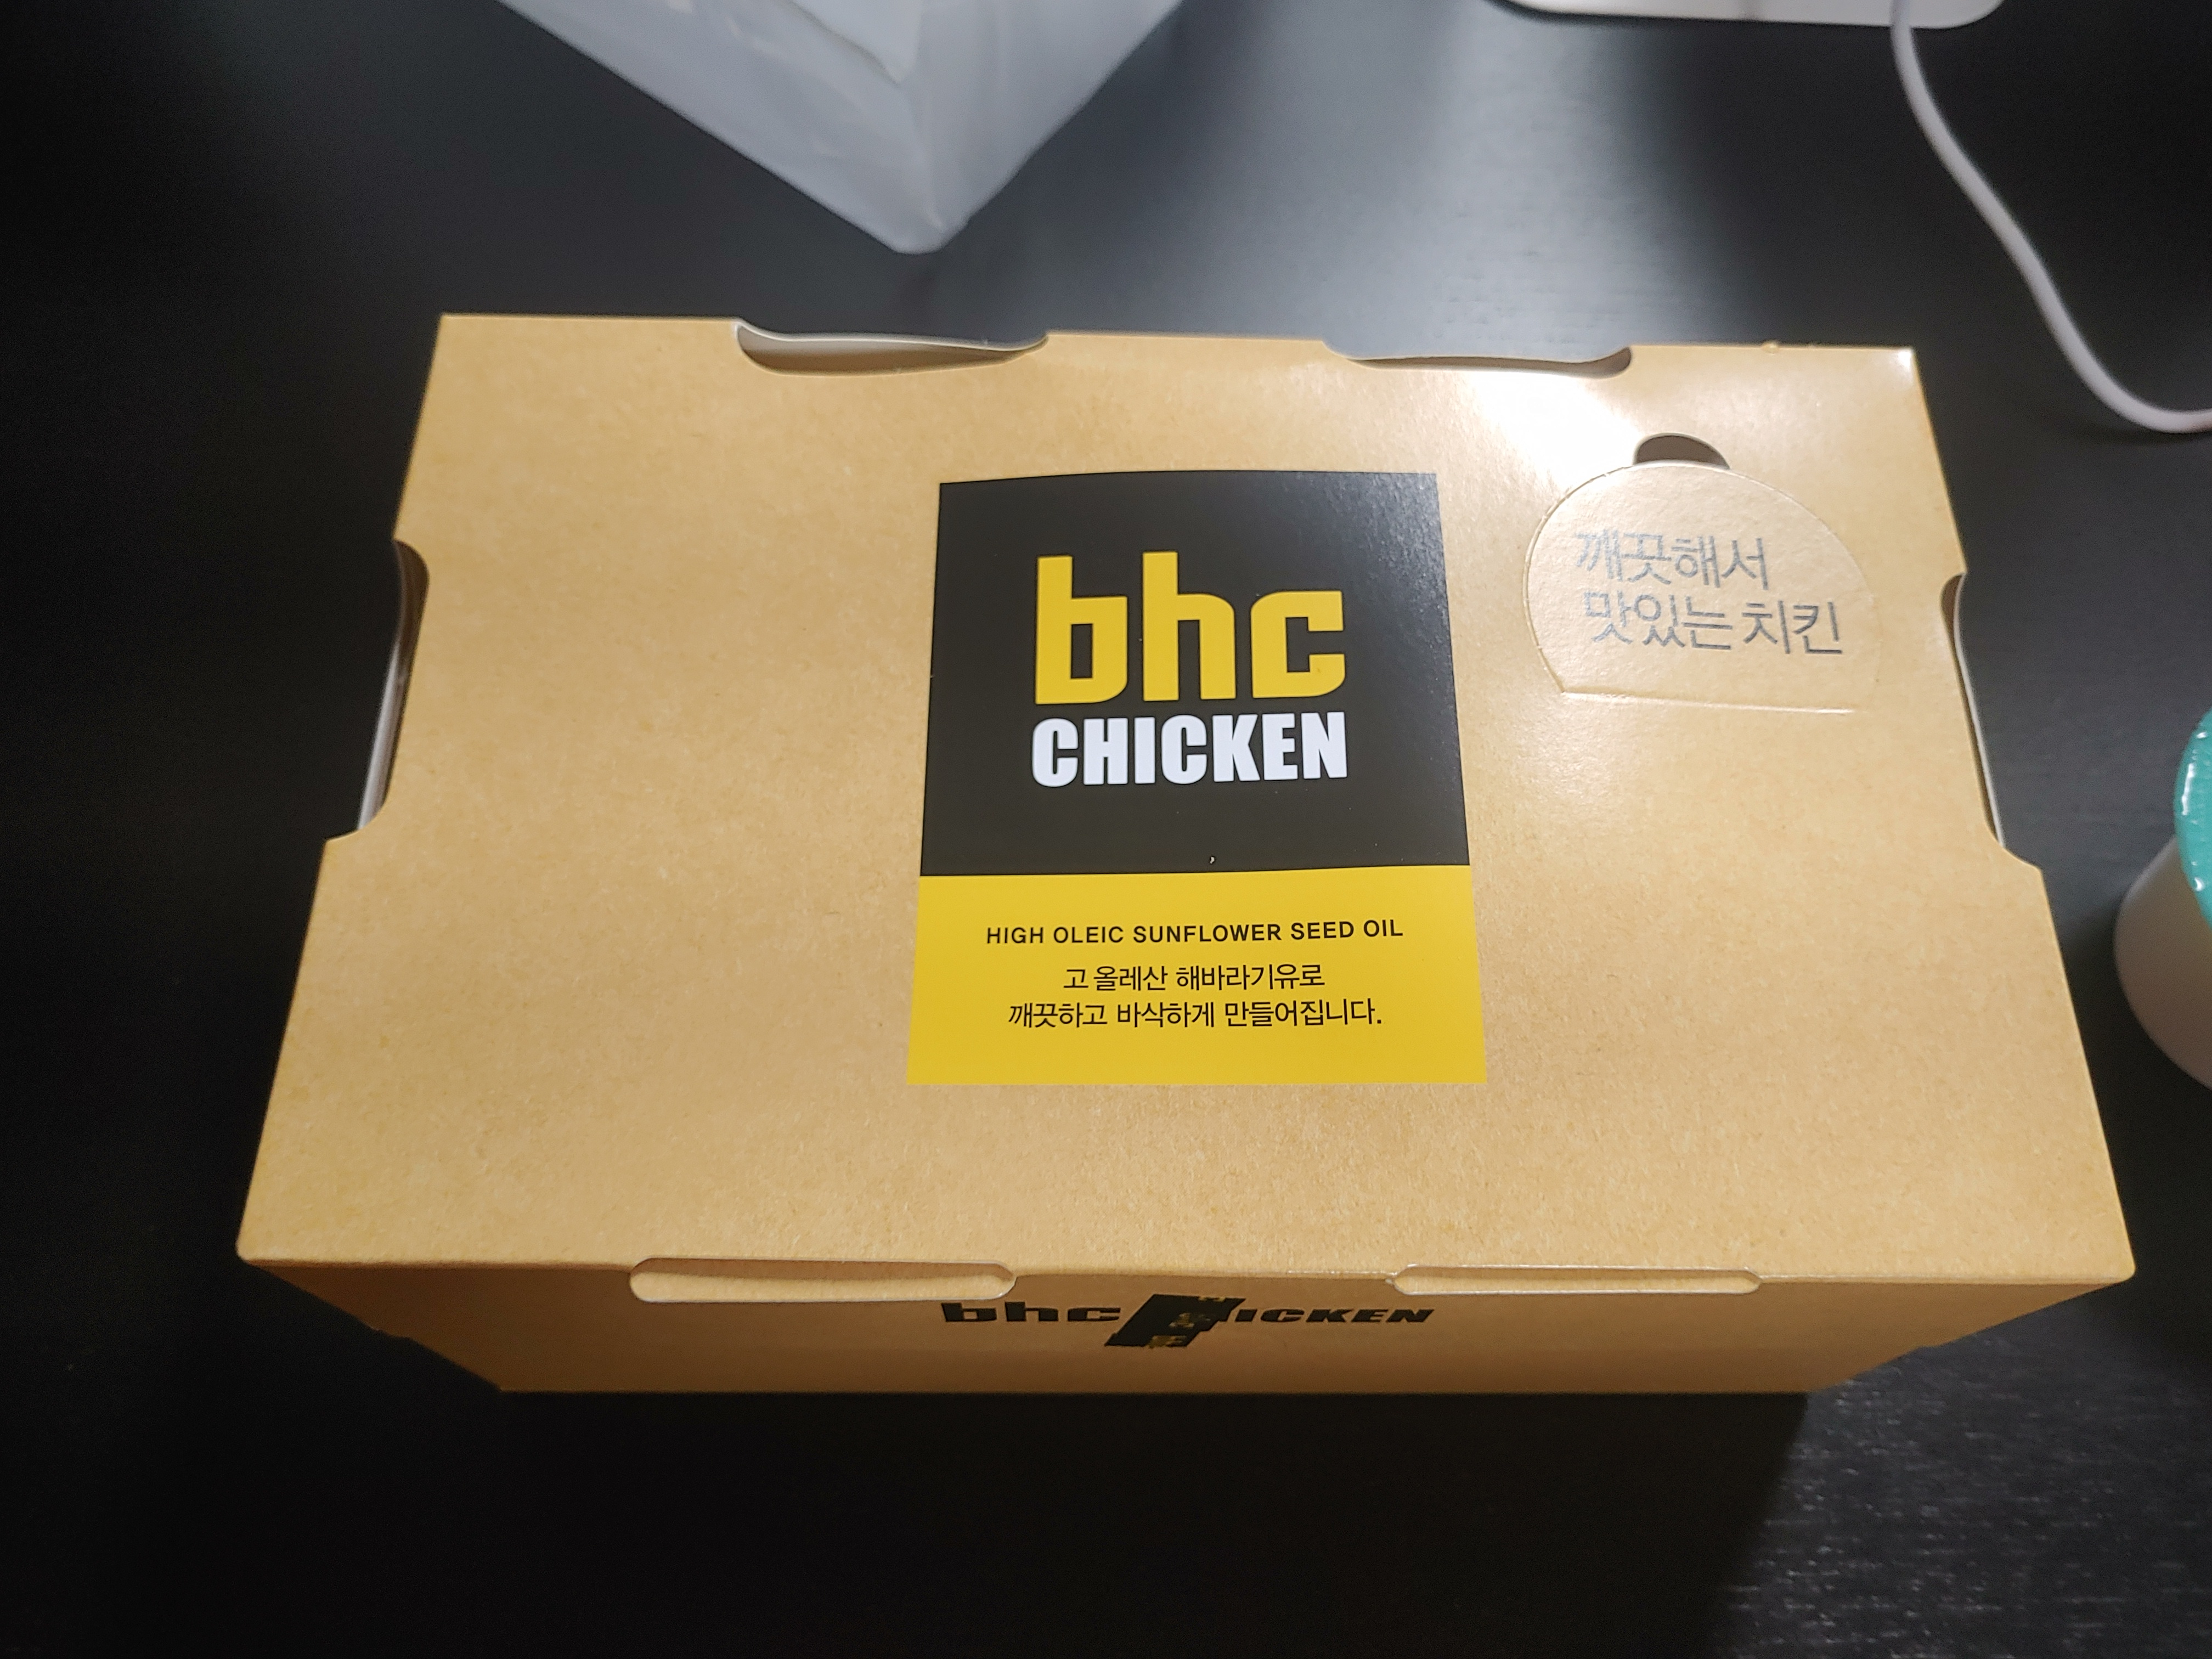 깨끗해서
맛있는 치킨
bhc
CHICKEN
HIGH OLEIC SUNFLOWER SEED OIL
고 올레산 해바라기유로
깨끗하고 바삭하게 만들어집니다.
bhc